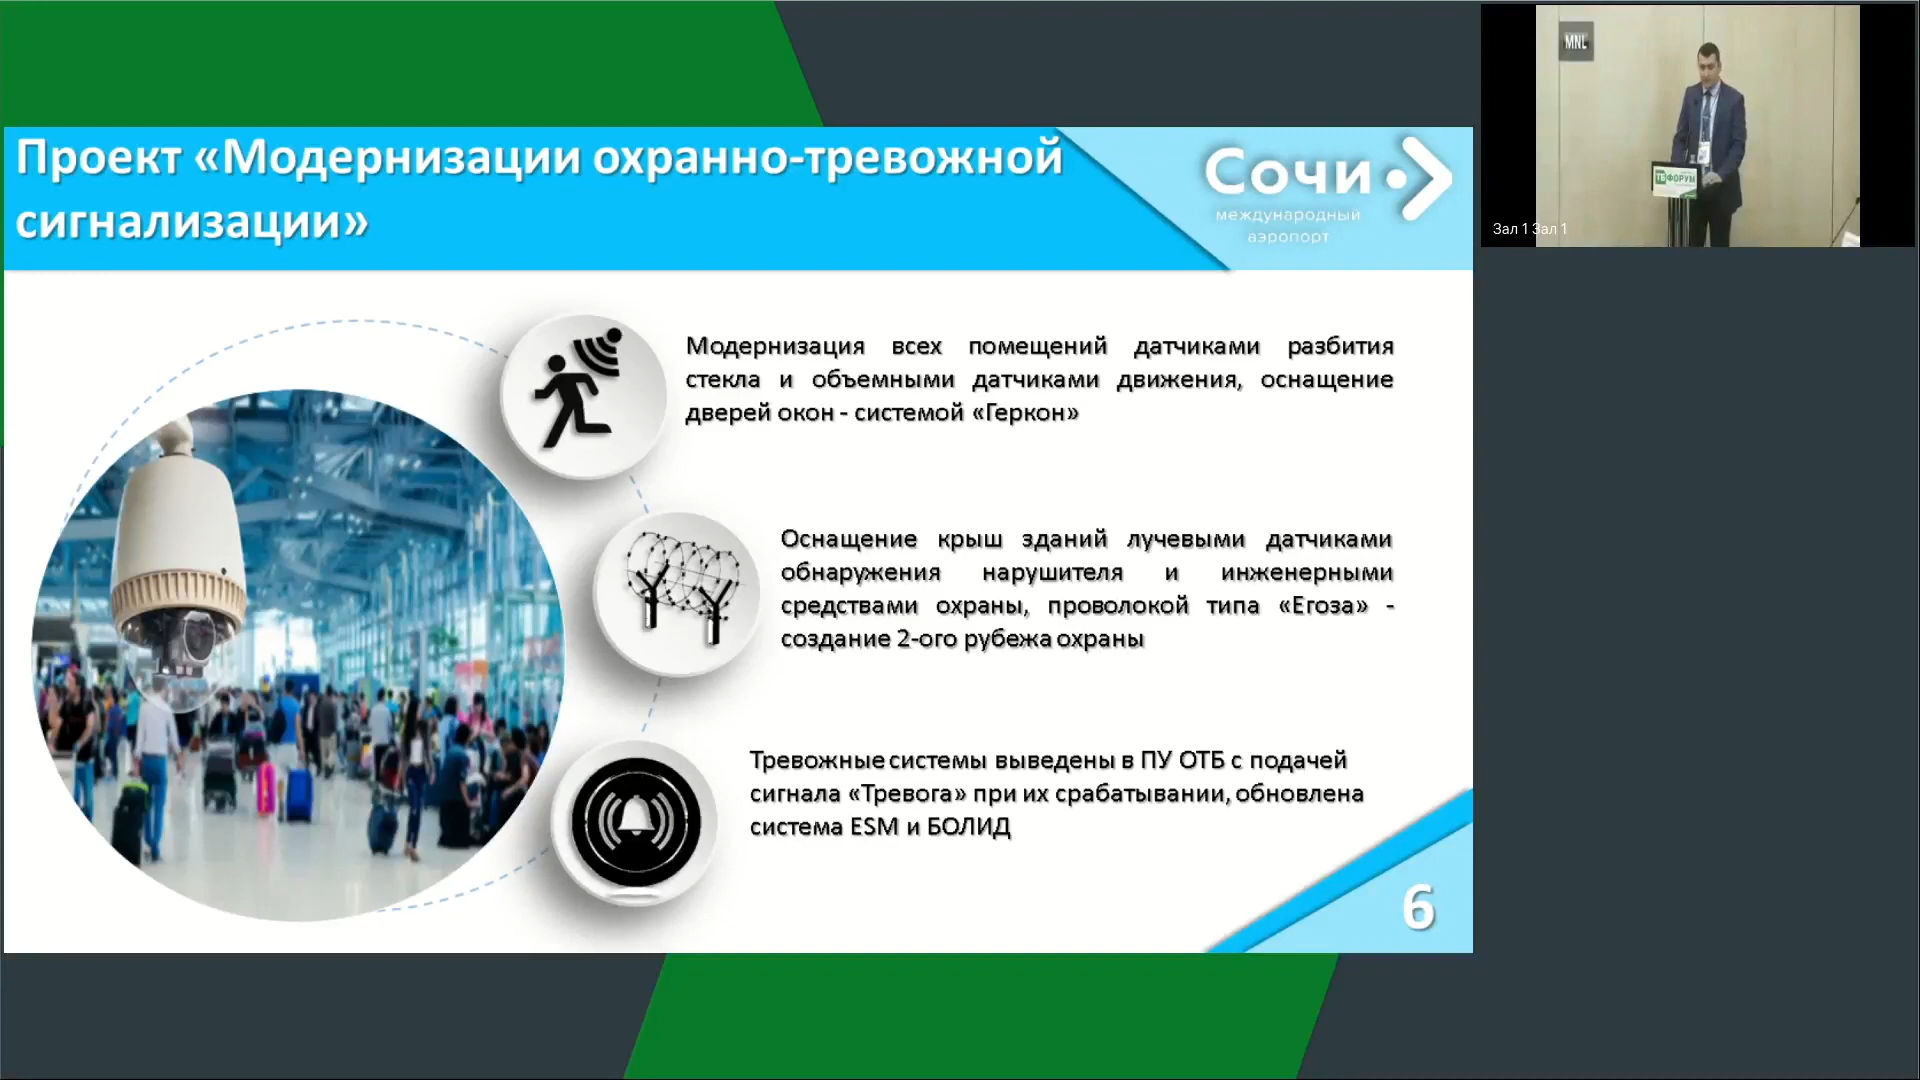 Проект «Модернизации охранно-тревожной
сигнализации»
Сочи
международный
аэропорт
MNL
ТБ ФОРУМ
Зал 1 Зал 1
Модернизация всех помещений датчиками разбития
стекла и объемными датчиками движения, оснащение
дверей окон - системой «Геркон»
Оснащение крыш зданий лучевыми датчиками
обнаружения нарушителя и инженерными
средствами охраны, проволокой типа «Егоза» -
создание 2-ого рубежа охраны
Тревожные системы выведены в ПУ ОТБ с подачей
сигнала «Тревога» при их срабатывании, обновлена
система ESM и БОЛИД
6